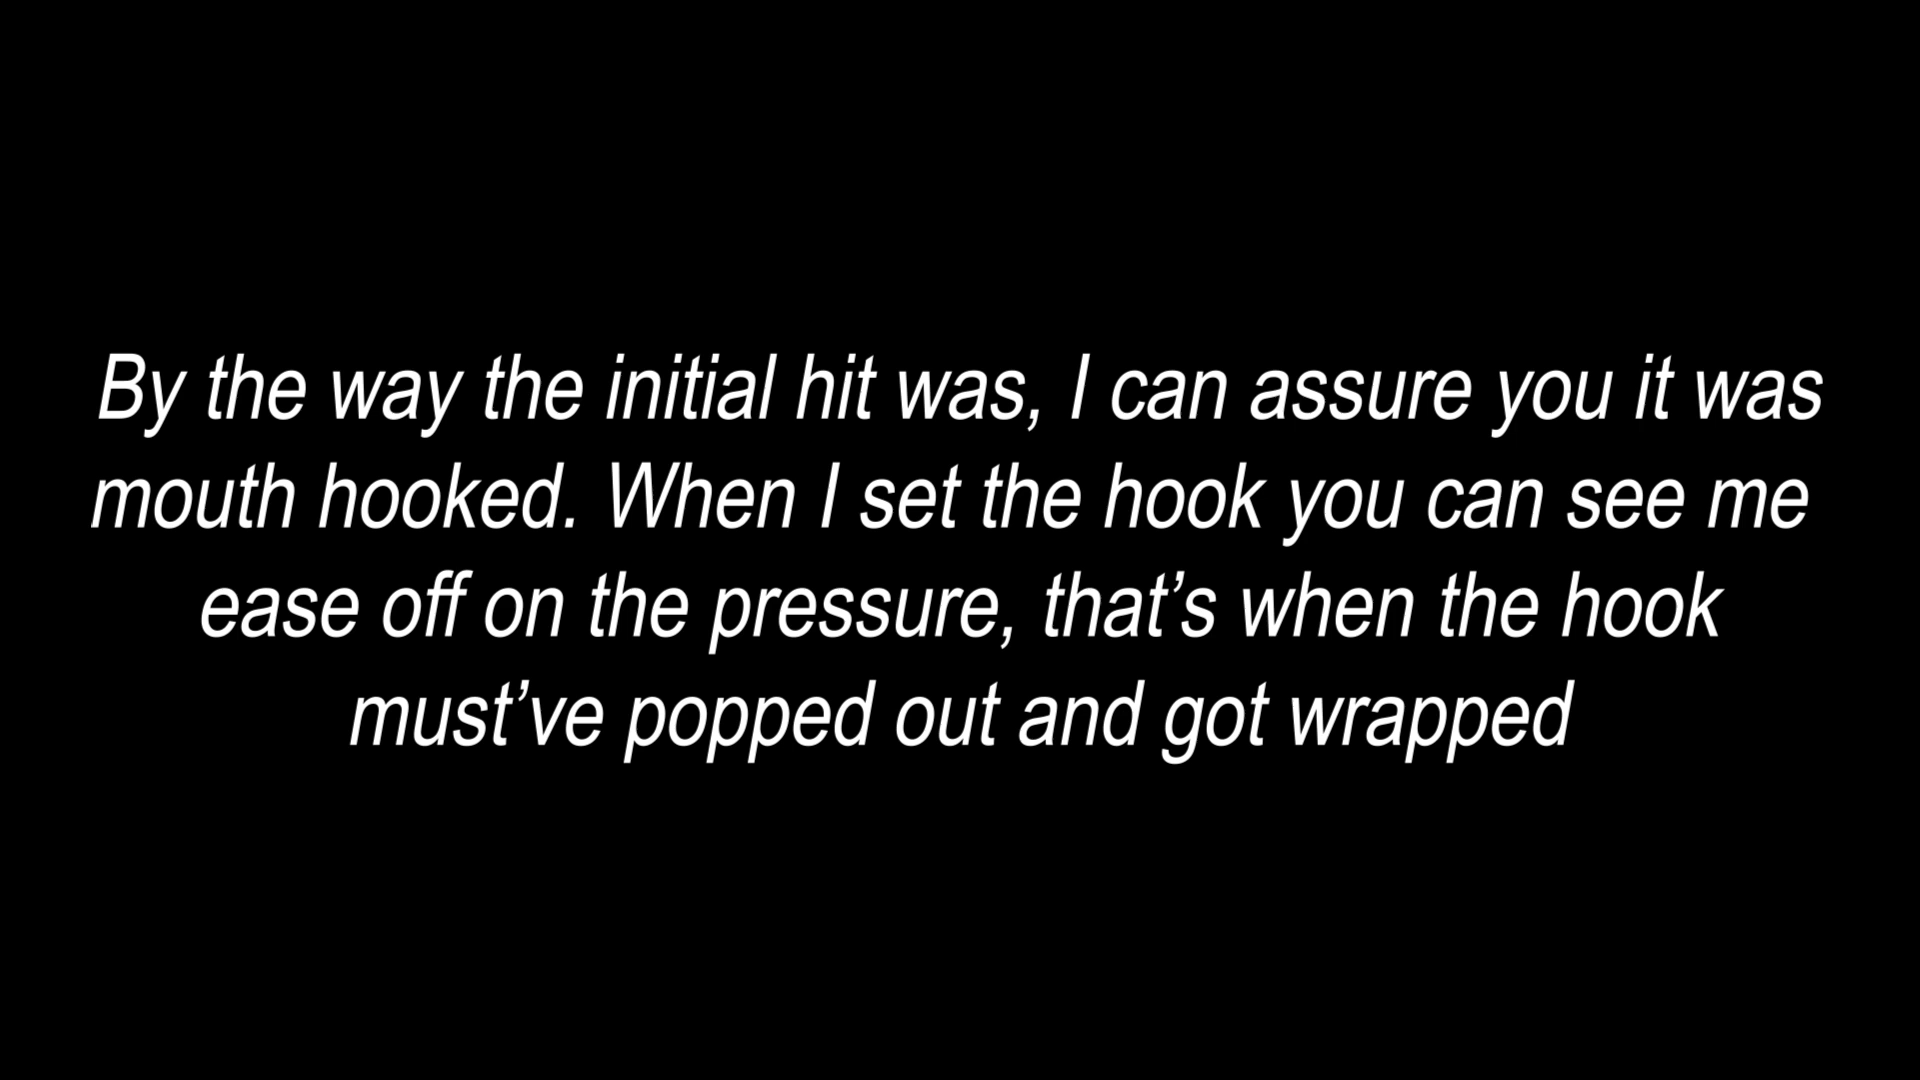 By the way the initial hit was, I can assure you it was
mouth hooked. When I set the hook you can see me
ease off on the pressure, that’s when the hook
must’ve popped out and got wrapped